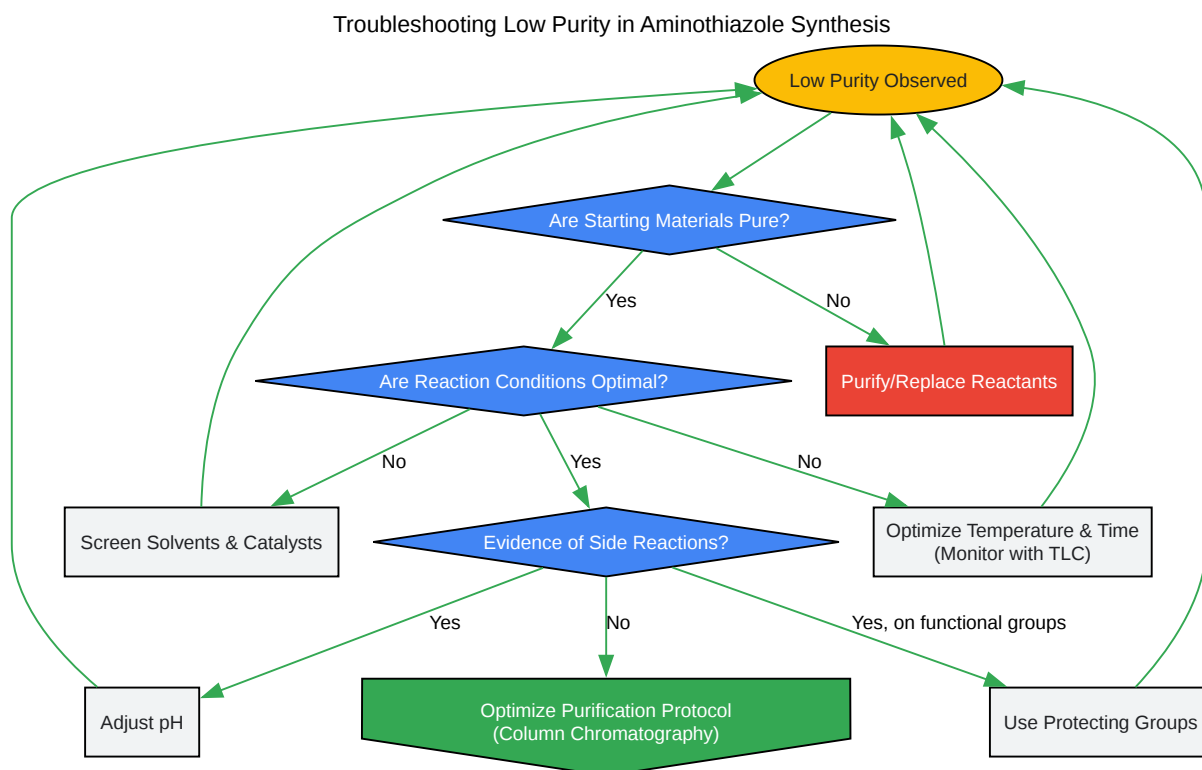 Troubleshooting Low Purity in Aminothiazole Synthesis
Low Purity Observed
Are Starting Materials Pure?
Yes
No
Are Reaction Conditions Optimal?
Purify/Replace Reactants
No
Yes
No
Screen Solvents & Catalysts
Evidence of Side Reactions?
Optimize Temperature & Time
(Monitor with TLC)
Yes
No
Yes, on functional groups
Adjust pH
Optimize Purification Protocol
(Column Chromatography)
Use Protecting Groups